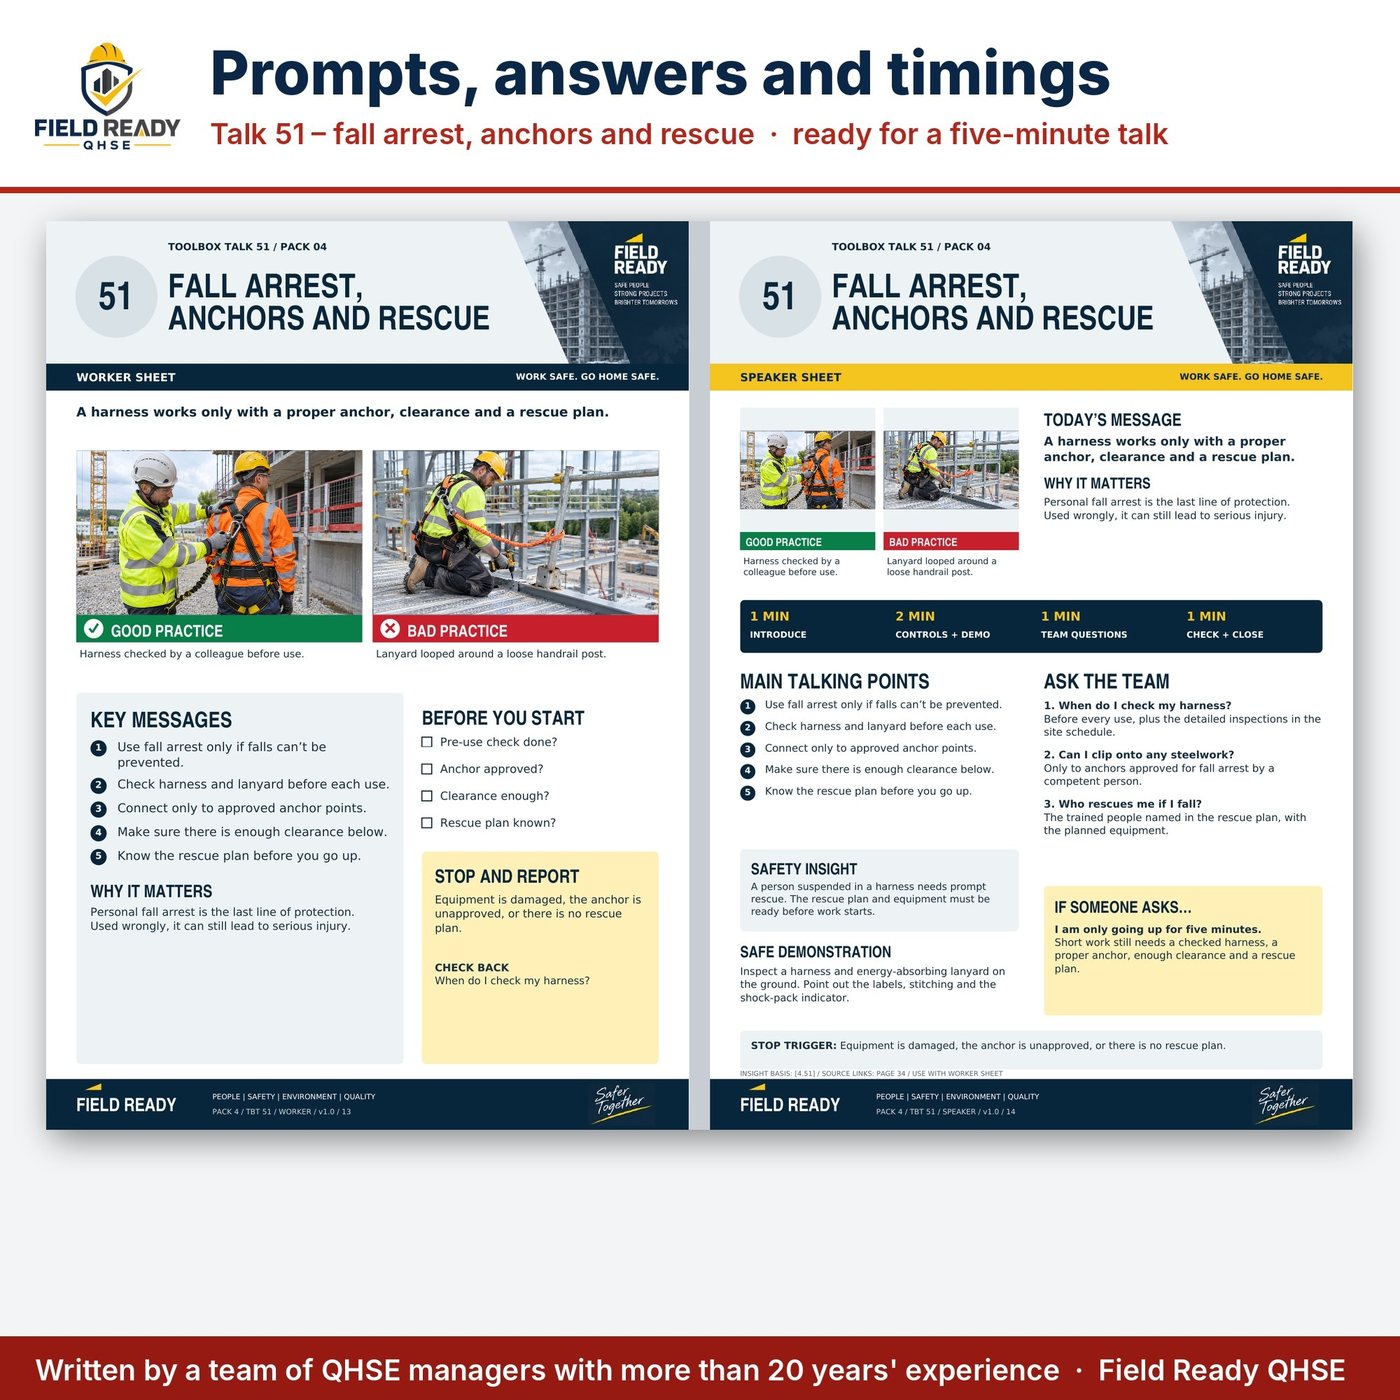 FIELD READY
QHSE
Prompts, answers and timings
Talk 51 – fall arrest, anchors and rescue · ready for a five-minute talk
TOOLBOX TALK 51 / PACK 04
51
FALL ARREST,
ANCHORS AND RESCUE
FIELD
READY
SAFE PEOPLE
STRONG PROJECTS
BRIGHTER TOMORROWS
WORKER SHEET
WORK SAFE. GO HOME SAFE.
A harness works only with a proper anchor, clearance and a rescue plan.
GOOD PRACTICE
BAD PRACTICE
Harness checked by a colleague before use.
Lanyard looped around a loose handrail post.
KEY MESSAGES
1 Use fall arrest only if falls can’t be
prevented.
2 Check harness and lanyard before each use.
3 Connect only to approved anchor points.
4 Make sure there is enough clearance below.
5 Know the rescue plan before you go up.
WHY IT MATTERS
Personal fall arrest is the last line of protection.
Used wrongly, it can still lead to serious injury.
BEFORE YOU START
Pre-use check done?
Anchor approved?
Clearance enough?
Rescue plan known?
STOP AND REPORT
Equipment is damaged, the anchor is
unapproved, or there is no rescue
plan.
CHECK BACK
When do I check my harness?
FIELD READY
PEOPLE | SAFETY | ENVIRONMENT | QUALITY
PACK 4 / TBT 51 / WORKER / v1.0 / 13
Safer
Together
TOOLBOX TALK 51 / PACK 04
51
FALL ARREST,
ANCHORS AND RESCUE
FIELD
READY
SAFE PEOPLE
STRONG PROJECTS
BRIGHTER TOMORROWS
SPEAKER SHEET
WORK SAFE. GO HOME SAFE.
GOOD PRACTICE
BAD PRACTICE
Harness checked by a
colleague before use.
Lanyard looped around a
loose handrail post.
TODAY’S MESSAGE
A harness works only with a proper
anchor, clearance and a rescue plan.
WHY IT MATTERS
Personal fall arrest is the last line of protection.
Used wrongly, it can still lead to serious injury.
1 MIN
INTRODUCE
2 MIN
CONTROLS + DEMO
1 MIN
TEAM QUESTIONS
1 MIN
CHECK + CLOSE
MAIN TALKING POINTS
1 Use fall arrest only if falls can’t be prevented.
2 Check harness and lanyard before each use.
3 Connect only to approved anchor points.
4 Make sure there is enough clearance below.
5 Know the rescue plan before you go up.
ASK THE TEAM
1. When do I check my harness?
Before every use, plus the detailed inspections in the
site schedule.
2. Can I clip onto any steelwork?
Only to anchors approved for fall arrest by a
competent person.
3. Who rescues me if I fall?
The trained people named in the rescue plan, with
the planned equipment.
SAFETY INSIGHT
A person suspended in a harness needs prompt
rescue. The rescue plan and equipment must be
ready before work starts.
SAFE DEMONSTRATION
Inspect a harness and energy-absorbing lanyard on
the ground. Point out the labels, stitching and the
shock-pack indicator.
IF SOMEONE ASKS...
I am only going up for five minutes.
Short work still needs a checked harness, a
proper anchor, enough clearance and a rescue
plan.
STOP TRIGGER: Equipment is damaged, the anchor is unapproved, or there is no rescue plan.
INSIGHT BASIS: [4.51] / SOURCE LINKS: PAGE 34 / USE WITH WORKER SHEET
FIELD READY
PEOPLE | SAFETY | ENVIRONMENT | QUALITY
PACK 4 / TBT 51 / SPEAKER / v1.0 / 14
Safer
Together
Written by a team of QHSE managers with more than 20 years' experience · Field Ready QHSE